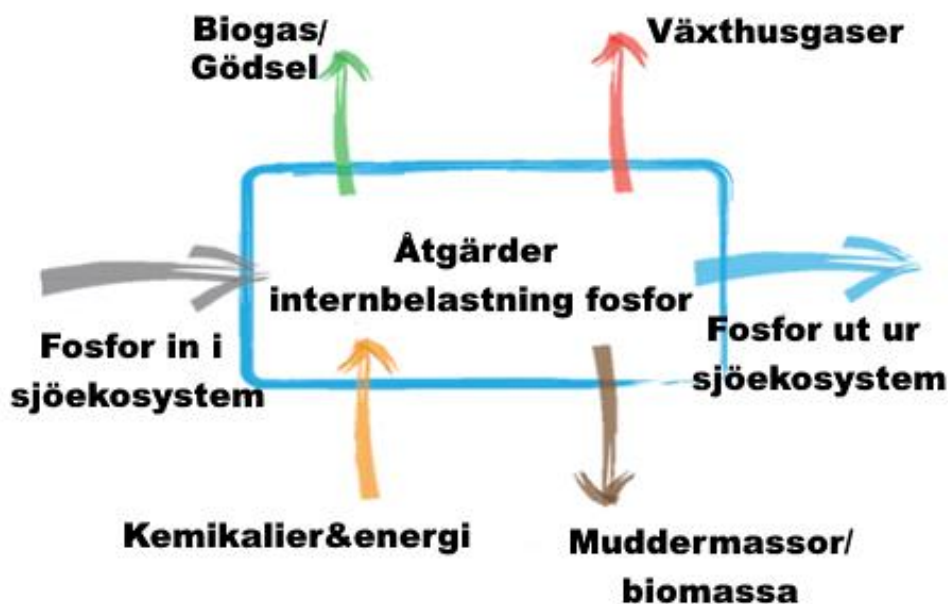 Biogas/
Gödsel
Växthusgaser
Åtgärder
internbelastning fosfor
Fosfor in i
sjöekosystem
Fosfor ut ur
sjöekosystem
Kemikalier&energi
Muddermassor/
biomassa